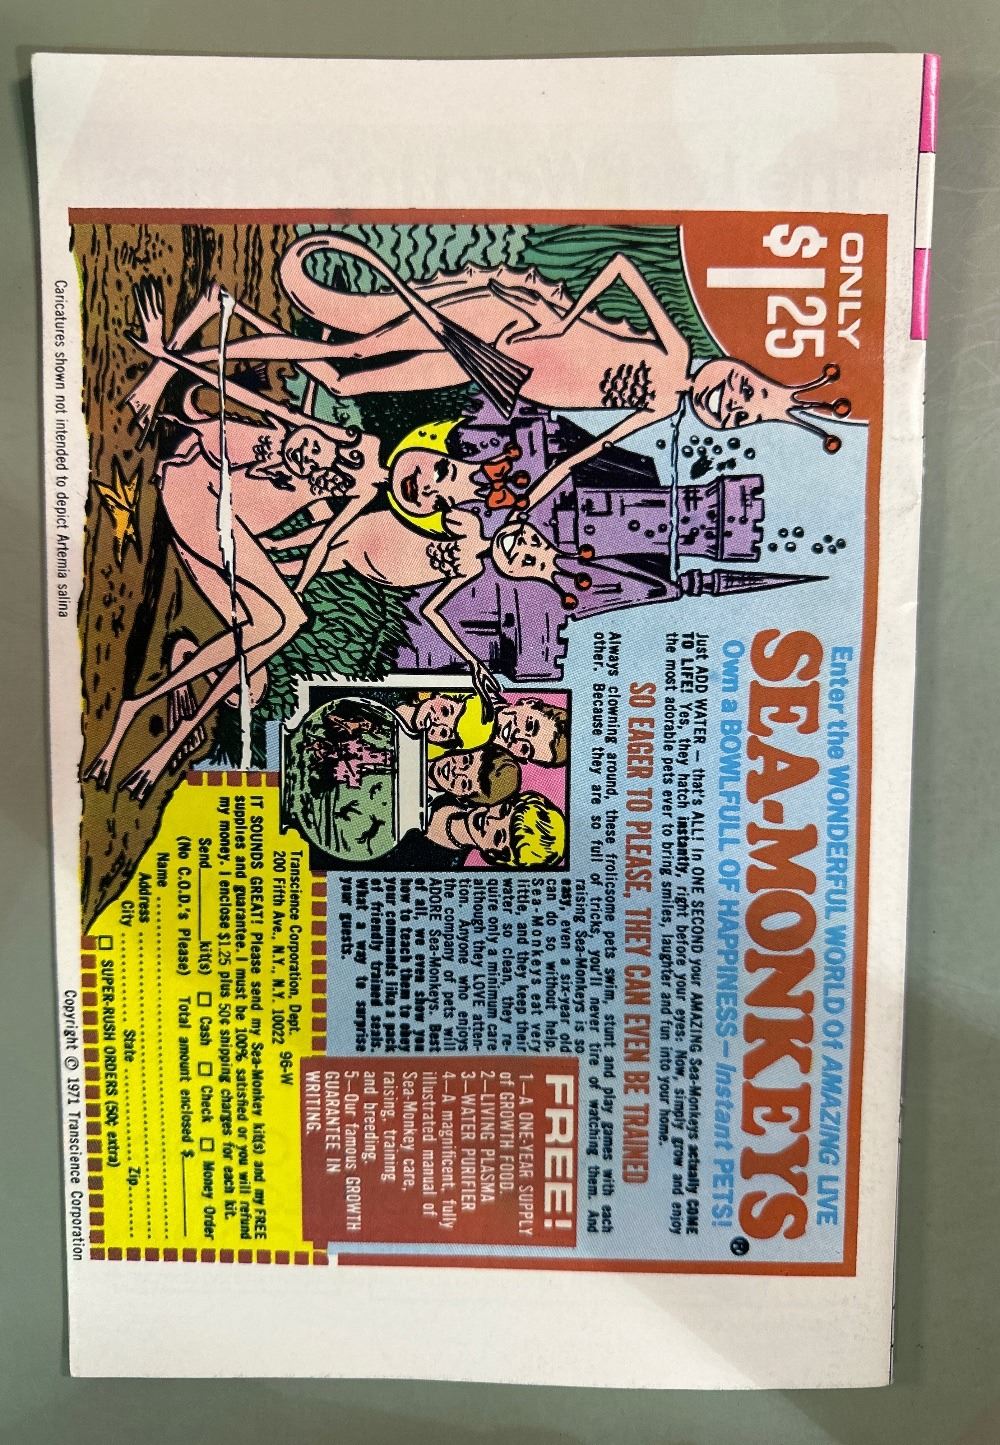 ONLY
$1.25
Enter the WONDERFUL WORLD Of AMAZING LIVE
SEA-MONKEYS®
Own a BOWLFULL OF HAPPINESS—Instant PETS!
Just ADD WATER — that's ALL! In ONE SECOND your AMAZING Sea-Monkeys actually COME
TO LIFE! Yes, they hatch instantly, right before your eyes. Now, simply grow and enjoy
the most adorable pets ever to bring smiles, laughter and fun into your home.
SO EAGER TO PLEASE, THEY CAN EVEN BE TRAINED
Always clowning around, these frolicsome pets swim, stunt and play games with each
other. Because they are so full of tricks, you'll never tire of watching them. And
raising Sea-Monkeys is so
easy, even a six-year old
can do so without help.
Sea-Monkeys eat very
little, and they keep their
water so clean, they re-
quire only a minimum care
although they LOVE atten-
tion. Anyone who enjoys
the company of pets will
ADORE Sea-Monkeys. Best
of all, we even show you
how to teach them to obey
your commands like a pack
of friendly trained seals.
What a way to surprise
your guests.
FREE!
1—A ONE-YEAR SUPPLY
of GROWTH FOOD.
2—LIVING PLASMA
3—WATER PURIFIER
4—A magnificent, fully
illustrated manual of
Sea-Monkey care,
raising, training
and breeding.
5—Our famous GROWTH
GUARANTEE IN
WRITING.
Transcience Corporation, Dept. 96-W
200 Fifth Ave., N.Y., N.Y. 10022
IT SOUNDS GREAT! Please send my Sea-Monkey kit(s) and my FREE
supplies and guarantee. I must be 100% satisfied or you will refund
my money. I enclose $1.25 plus 50¢ shipping charges for each kit.
Send____kit(s) □ Cash □ Check □ Money Order
(No C.O.D.'s Please) Total amount enclosed $______
Name
Address
City State Zip
□ SUPER-RUSH ORDERS (50¢ extra)
Caricatures shown not intended to depict Artemia salina
Copyright © 1971 Transcience Corporation